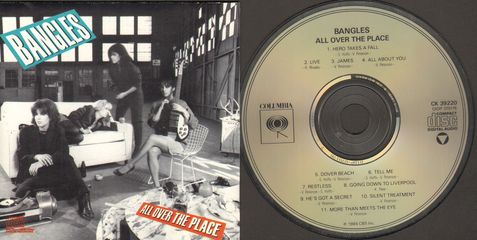 BANGLES
ALL OVER THE PLACE
BANGLES
ALL OVER THE PLACE
1. HERO TAKES A FALL
2. LIVE 3. JAMES 4. ALL ABOUT YOU
COLUMBIA
CK 39220
COMPACT
disc
DIGITAL AUDIO
5. DOVER BEACH 6. TELL ME
7. RESTLESS 8. GOING DOWN TO LIVERPOOL
9. HE'S GOT A SECRET 10. SILENT TREATMENT
11. MORE THAN MEETS THE EYE